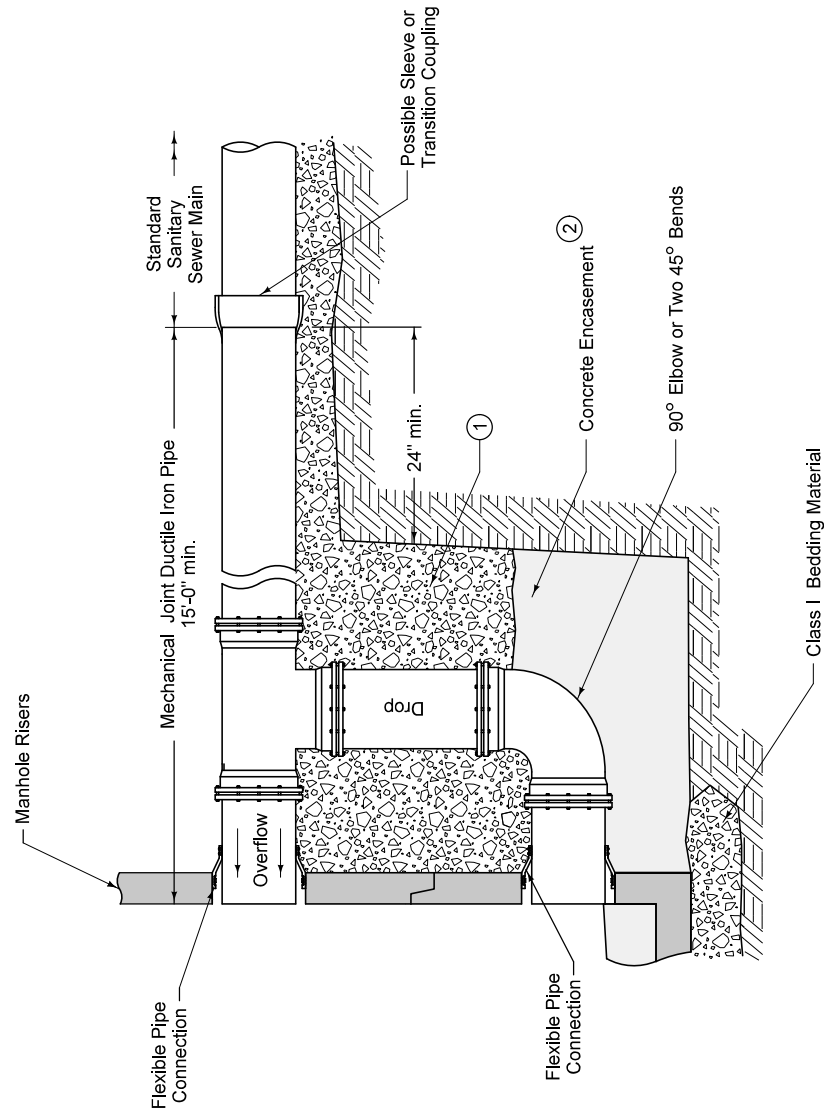 Manhole Risers
Mechanical Joint Ductile Iron Pipe
15'-0" min.
Standard
Sanitary
Sewer Main
Possible Sleeve or
Transition Coupling
Flexible Pipe
Connection
Overflow
Drop
24" min.
1
Concrete Encasement
2
90° Elbow or Two 45° Bends
Flexible Pipe
Connection
Class I Bedding Material